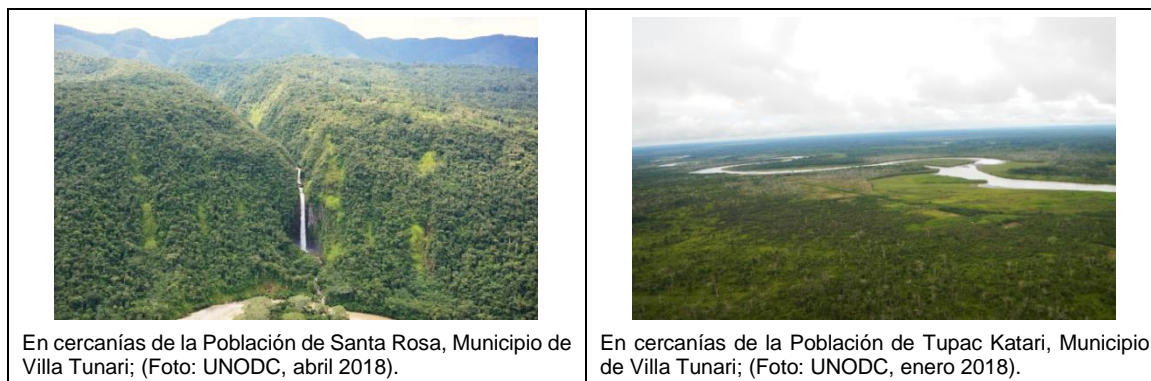 En cercanías de la Población de Santa Rosa, Municipio de
Villa Tunari; (Foto: UNODC, abril 2018).
En cercanías de la Población de Tupac Katari, Municipio
de Villa Tunari; (Foto: UNODC, enero 2018).